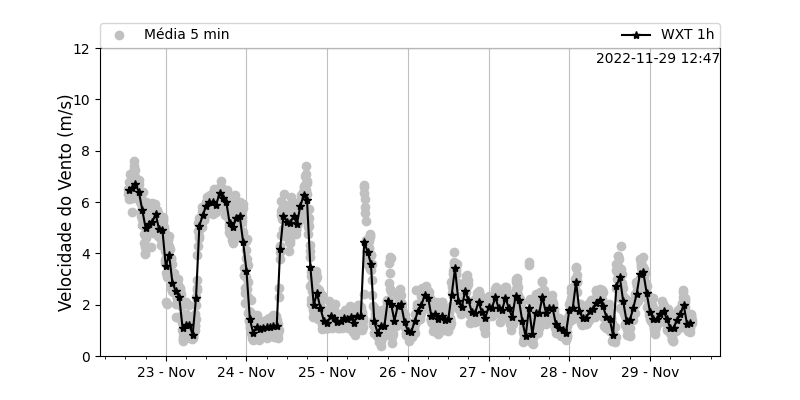 Média 5 min
WXT 1h
2022-11-29 12:47
Velocidade do Vento (m/s)
12
10
8
6
4
2
0
23 - Nov
24 - Nov
25 - Nov
26 - Nov
27 - Nov
28 - Nov
29 - Nov